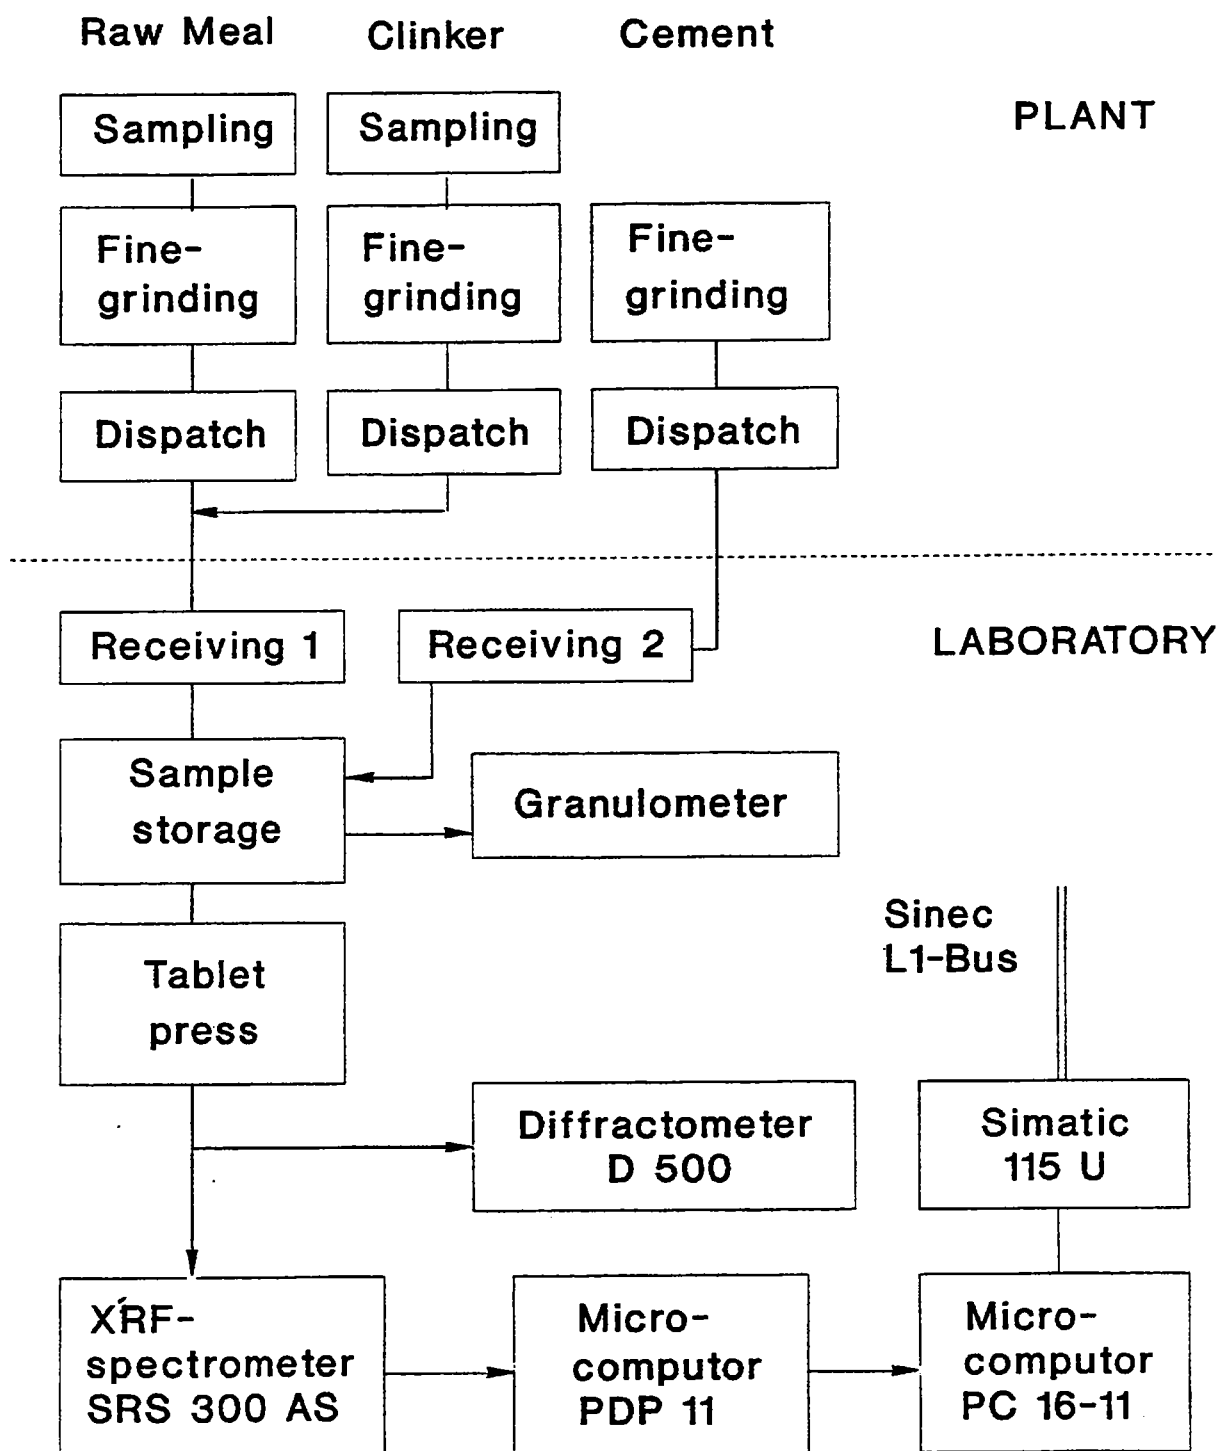 Raw Meal
Clinker
Cement
PLANT
Sampling
Sampling
Fine-
grinding
Fine-
grinding
Fine-
grinding
Dispatch
Dispatch
Dispatch
LABORATORY
Receiving 1
Receiving 2
Sample
storage
Granulometer
Sinec
L1-Bus
Tablet
press
Diffractometer
D 500
Simatic
115 U
XRF-
spectrometer
SRS 300 AS
Micro-
computor
PDP 11
Micro-
computor
PC 16-11